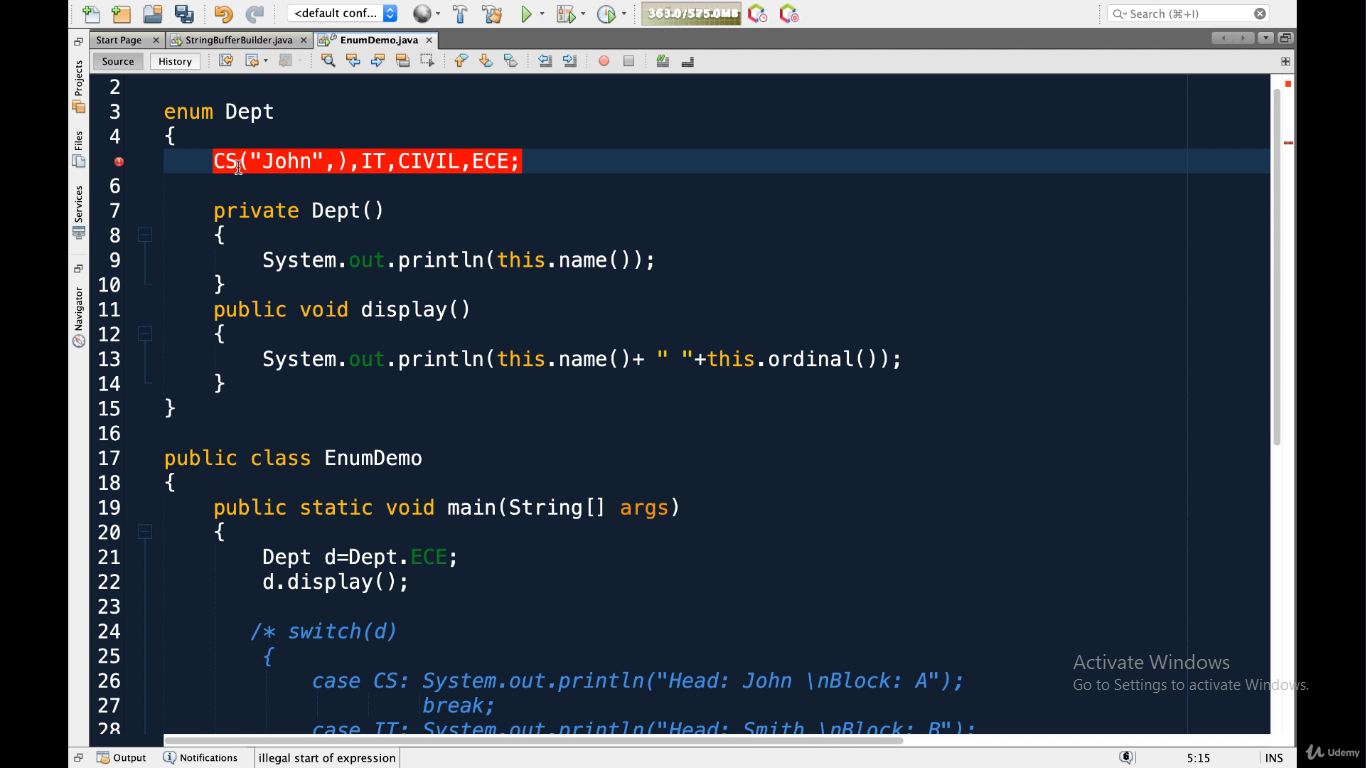 <default conf... 363.0/575.0MB Search (⌘+I)
Start Page StringBufferBuilder.java EnumDemo.java
Source History
Projects
Files
Services
Navigator
2
3 enum Dept
4 {
CS("John",),IT,CIVIL,ECE;
6
7 private Dept()
8 {
9 System.out.println(this.name());
10 }
11 public void display()
12 {
13 System.out.println(this.name()+ " "+this.ordinal());
14 }
15 }
16
17 public class EnumDemo
18 {
19 public static void main(String[] args)
20 {
21 Dept d=Dept.ECE;
22 d.display();
23
24 /* switch(d)
25 {
26 case CS: System.out.println("Head: John \nBlock: A");
27 break;
28 case IT: System.out.println("Head: Smith \nBlock: B");
Activate Windows
Go to Settings to activate Windows.
Output Notifications illegal start of expression 6 5:15 INS
Udemy